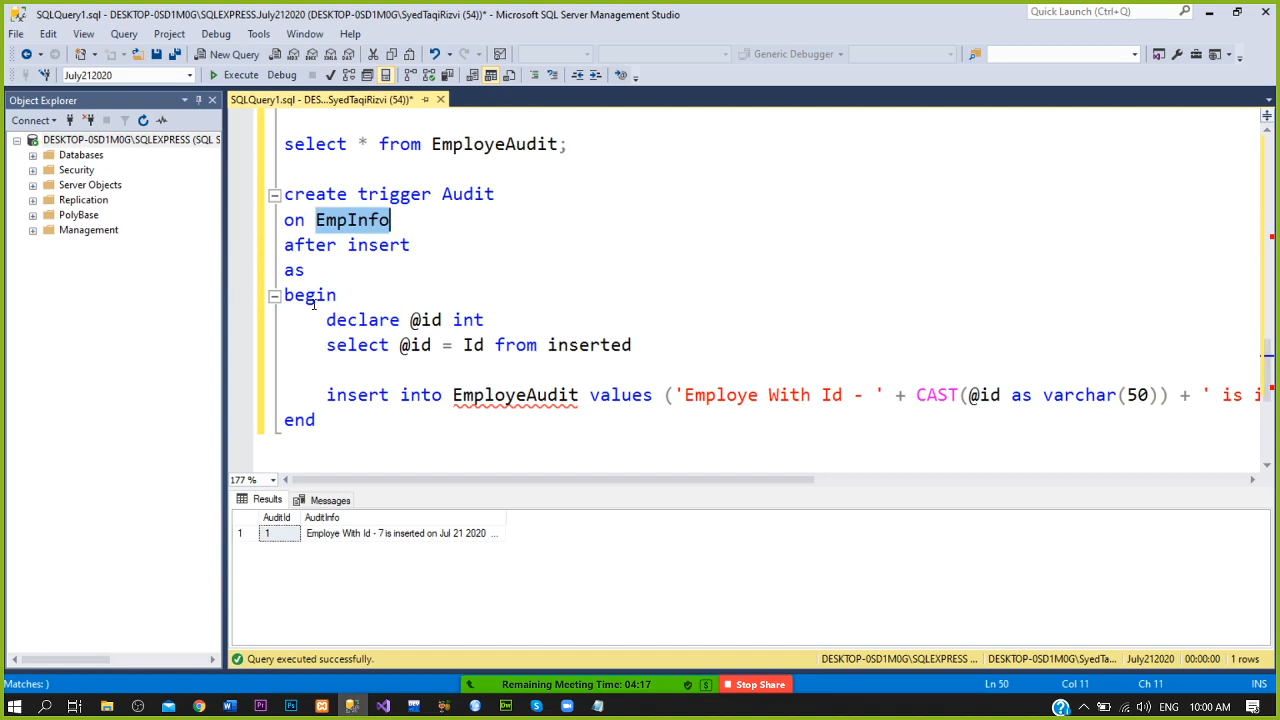 SQLQuery1.sql - DESKTOP-0SD1M0G\SQLEXPRESS.July212020 (DESKTOP-0SD1M0G\SyedTaqiRizvi (54))* - Microsoft SQL Server Management Studio
Quick Launch (Ctrl+Q)
File Edit View Query Project Debug Tools Window Help
New Query
Generic Debugger
July212020
Execute Debug
Object Explorer
SQLQuery1.sql - DES...SyedTaqiRizvi (54))*
Connect
DESKTOP-0SD1M0G\SQLEXPRESS (SQL S
Databases
Security
Server Objects
Replication
PolyBase
Management
select * from EmployeAudit;
create trigger Audit
on EmpInfo
after insert
as
begin
declare @id int
select @id = Id from inserted
insert into EmployeAudit values ('Employe With Id - ' + CAST(@id as varchar(50)) + ' is i
end
177 %
Results Messages
AuditId AuditInfo
1 1 Employe With Id - 7 is inserted on Jul 21 2020 ...
Query executed successfully.
DESKTOP-0SD1M0G\SQLEXPRESS ... DESKTOP-0SD1M0G\SyedTa... July212020 00:00:00 1 rows
Matches: )
Remaining Meeting Time: 04:17
Stop Share
Ln 50 Col 11 Ch 11 INS
10:00 AM